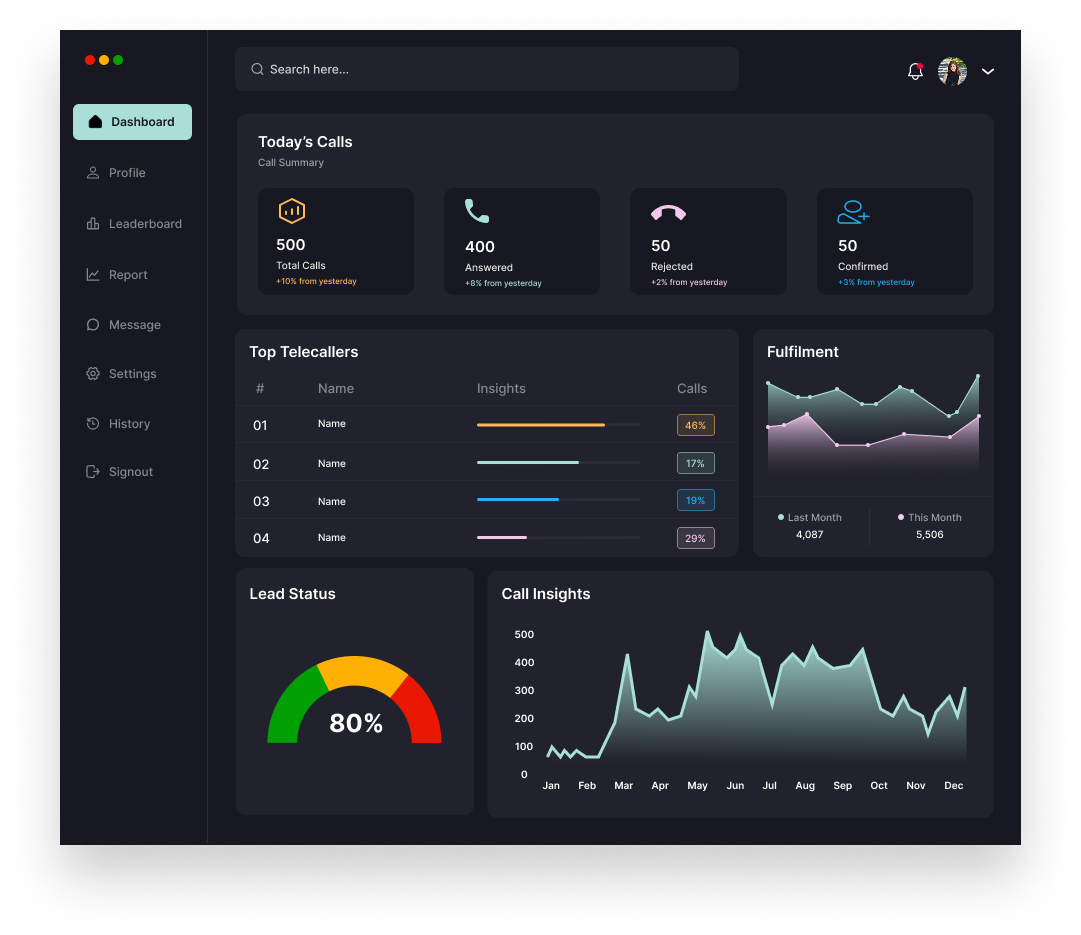 Search here...
Dashboard
Profile
Leaderboard
Report
Message
Settings
History
Signout
Today’s Calls
Call Summary
500
Total Calls
+10% from yesterday
400
Answered
+8% from yesterday
50
Rejected
+2% from yesterday
50
Confirmed
+3% from yesterday
Top Telecallers
# Name Insights Calls
01 Name 46%
02 Name 17%
03 Name 19%
04 Name 29%
Fulfilment
Last Month
4,087
This Month
5,506
Lead Status
80%
Call Insights
500
400
300
200
100
0
Jan Feb Mar Apr May Jun Jul Aug Sep Oct Nov Dec